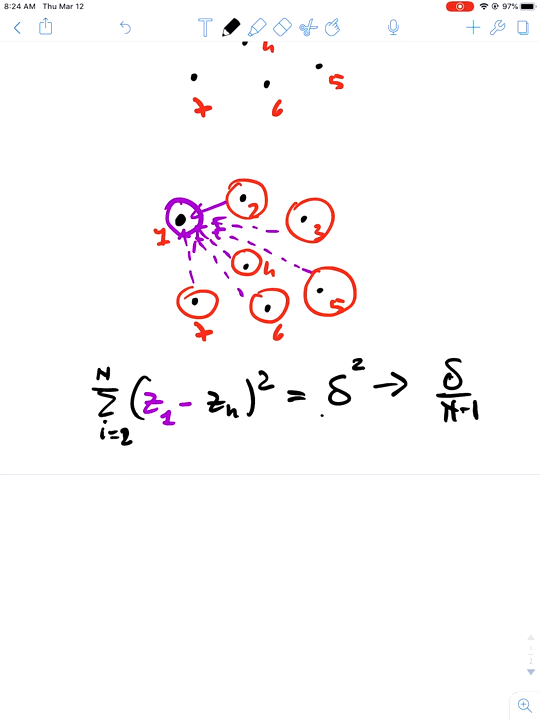 8:24 AM Thu Mar 12
97%
T
4
5
7
6
1
2
3
4
5
6
7
N
∑ (z₁ - zₙ)² = δ² → δ/N-1
i=2